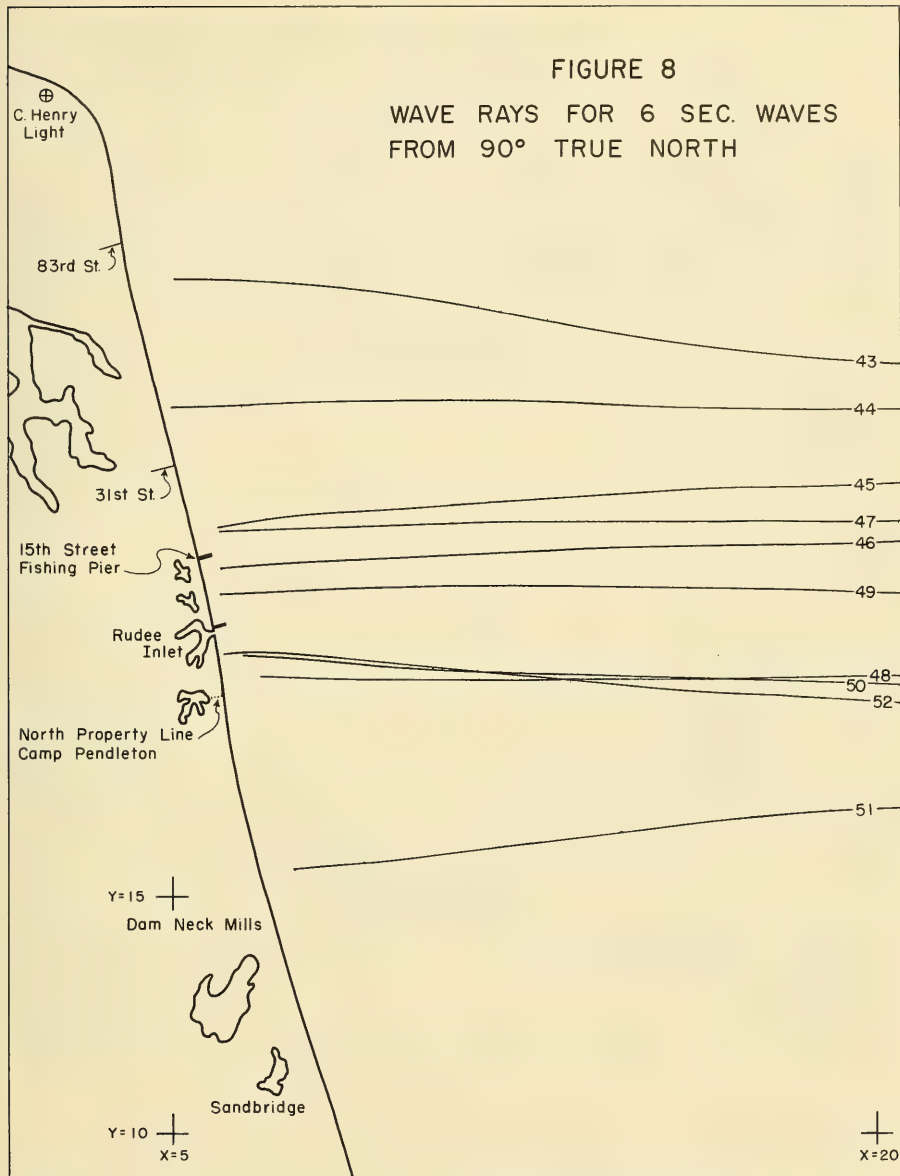 FIGURE 8
WAVE RAYS FOR 6 SEC. WAVES
FROM 90° TRUE NORTH
C. Henry
Light
83rd St.
43
44
31st St.
45
47
46
15th Street
Fishing Pier
49
Rudee
Inlet
48
50
52
North Property Line
Camp Pendleton
51
Y=15
Dam Neck Mills
Sandbridge
Y=10
X=5
X=20